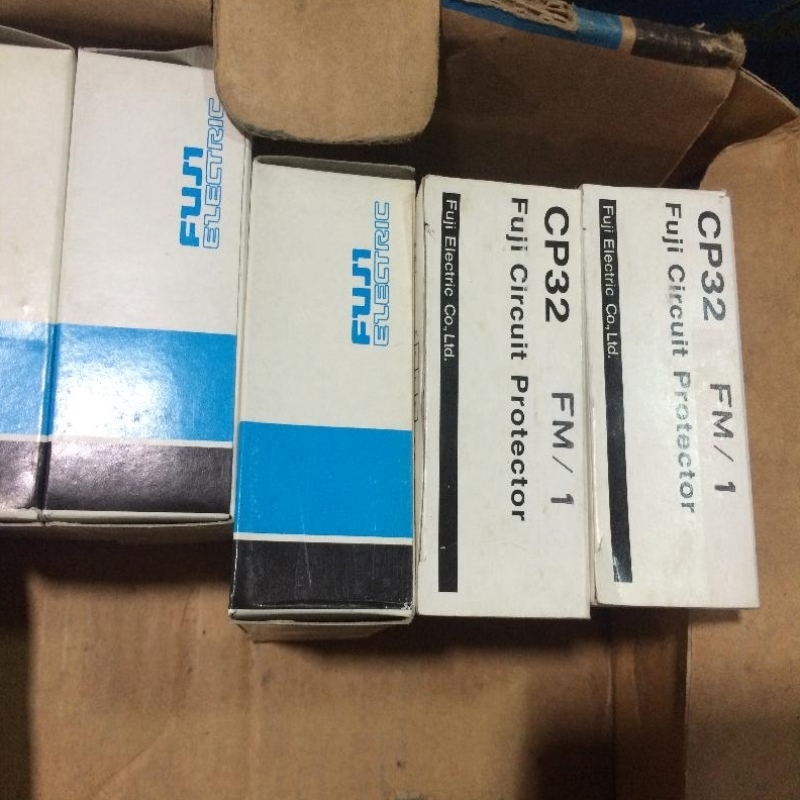 FUJI
ELECTRIC
FUJI
ELECTRIC
CP32 FM/1
Fuji Circuit Protector
Fuji Electric Co., Ltd.
CP32 FM/1
Fuji Circuit Protector
Fuji Electric Co., Ltd.